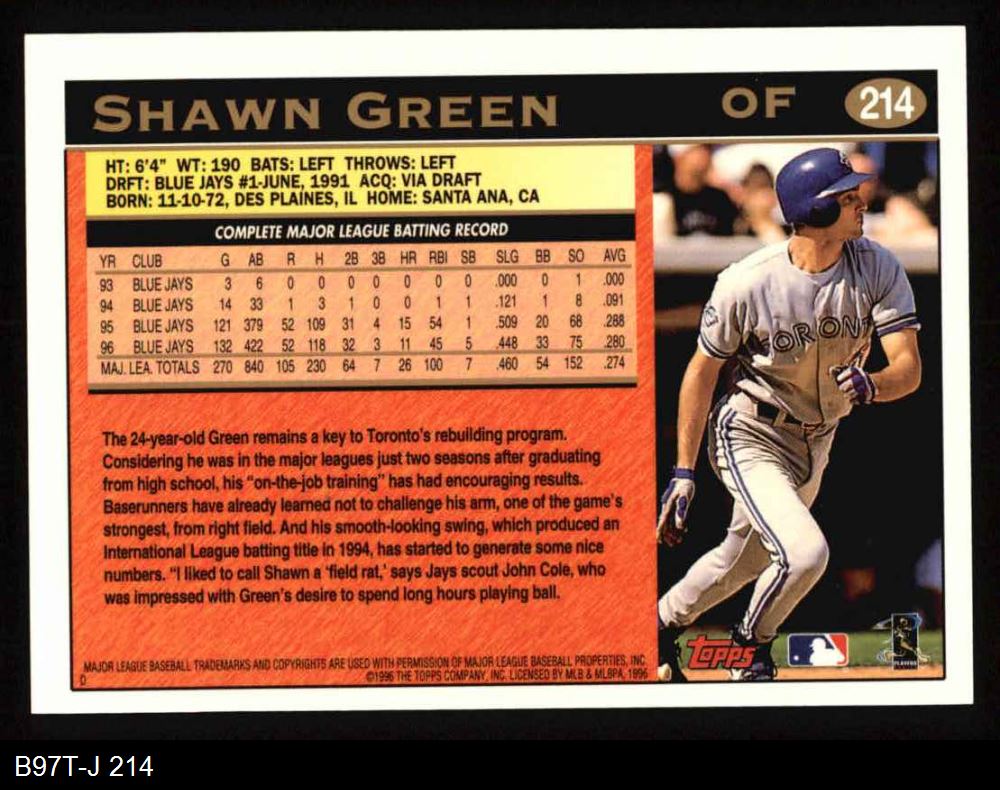 SHAWN GREEN OF 214
HT: 6'4" WT: 190 BATS: LEFT THROWS: LEFT
DRFT: BLUE JAYS #1-JUNE, 1991 ACQ: VIA DRAFT
BORN: 11-10-72, DES PLAINES, IL HOME: SANTA ANA, CA
COMPLETE MAJOR LEAGUE BATTING RECORD
YR CLUB G AB R H 2B 3B HR RBI SB SLG BB SO AVG
93 BLUE JAYS 3 6 0 0 0 0 0 0 0 .000 0 1 .000
94 BLUE JAYS 14 33 1 3 1 0 0 1 1 .121 1 8 .091
95 BLUE JAYS 121 379 52 109 31 4 15 54 1 .509 20 68 .288
96 BLUE JAYS 132 422 52 118 32 3 11 45 5 .448 33 75 .280
MAJ. LEA. TOTALS 270 840 105 230 64 7 26 100 7 .460 54 152 .274
The 24-year-old Green remains a key to Toronto's rebuilding program.
Considering he was in the major leagues just two seasons after graduating
from high school, his "on-the-job training" has had encouraging results.
Baserunners have already learned not to challenge his arm, one of the game's
strongest, from right field. And his smooth-looking swing, which produced an
International League batting title in 1994, has started to generate some nice
numbers. "I liked to call Shawn a 'field rat,' says Jays scout John Cole, who
was impressed with Green's desire to spend long hours playing ball.
MAJOR LEAGUE BASEBALL TRADEMARKS AND COPYRIGHTS ARE USED WITH PERMISSION OF MAJOR LEAGUE BASEBALL PROPERTIES, INC.
D ©1996 THE TOPPS COMPANY, INC. LICENSED BY MLB & MLBPA, 1996
TORONT
Topps
PLAYERS
B97T-J 214